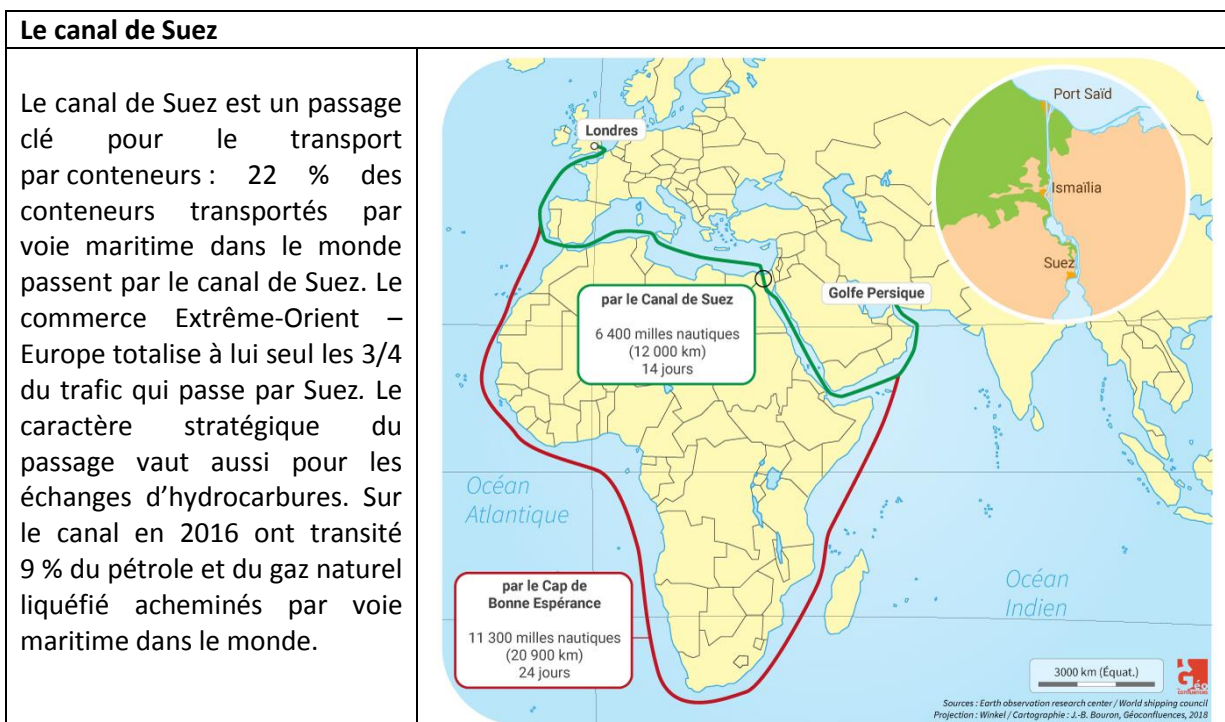 Le canal de Suez
Le canal de Suez est un passage
clé pour le transport
par conteneurs : 22 % des
conteneurs transportés par
voie maritime dans le monde
passent par le canal de Suez. Le
commerce Extrême-Orient –
Europe totalise à lui seul les 3/4
du trafic qui passe par Suez. Le
caractère stratégique du
passage vaut aussi pour les
échanges d’hydrocarbures. Sur
le canal en 2016 ont transité
9 % du pétrole et du gaz naturel
liquéfié acheminés par voie
maritime dans le monde.
Londres
Port Saïd
Ismaïlia
Suez
Golfe Persique
par le Canal de Suez
6 400 milles nautiques
(12 000 km)
14 jours
Océan
Atlantique
par le Cap de
Bonne Espérance
11 300 milles nautiques
(20 900 km)
24 jours
Océan
Indien
3000 km (Équat.)
Géo
Sources : Earth observation research center / World shipping council
Projection : Winkel / Cartographie : J.-B. Bouron, Géoconfluences, 2018